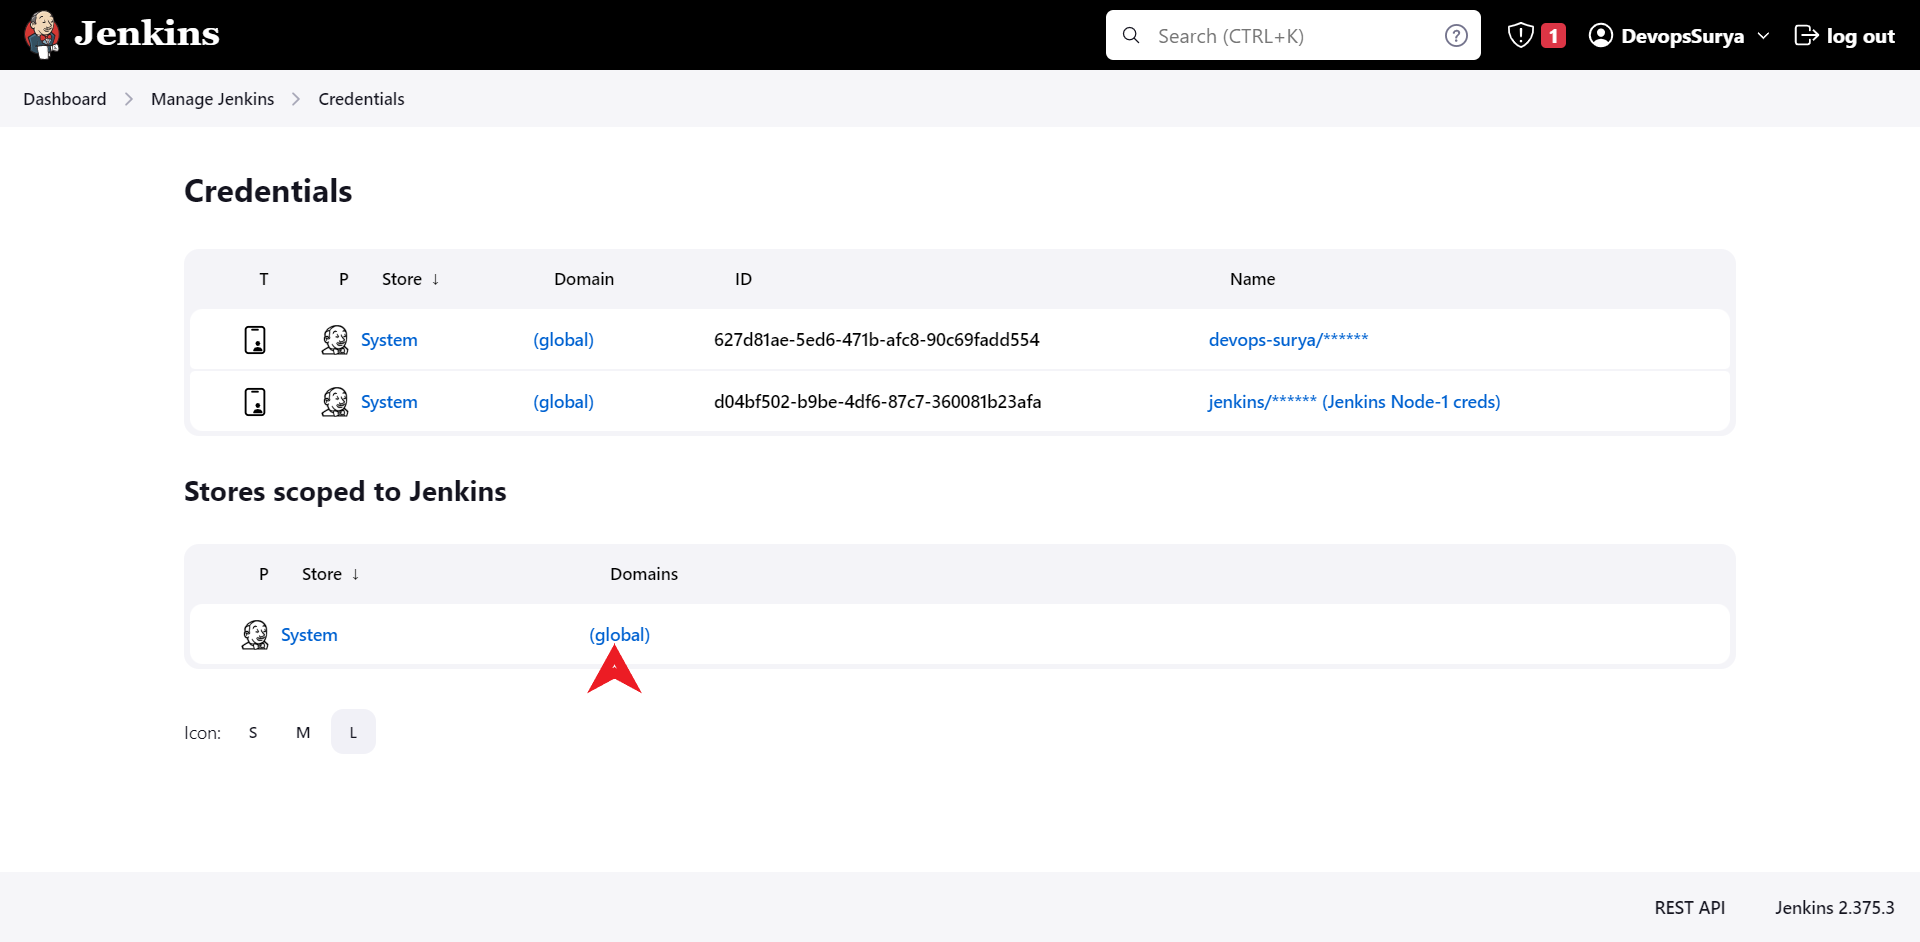 Jenkins
Search (CTRL+K)
1
DevopsSurya
log out
Dashboard
Manage Jenkins
Credentials
Credentials
T P Store ↓ Domain ID Name
System (global) 627d81ae-5ed6-471b-afc8-90c69fadd554 devops-surya/******
System (global) d04bf502-b9be-4df6-87c7-360081b23afa jenkins/****** (Jenkins Node-1 creds)
Stores scoped to Jenkins
P Store ↓ Domains
System (global)
Icon: S M L
REST API Jenkins 2.375.3